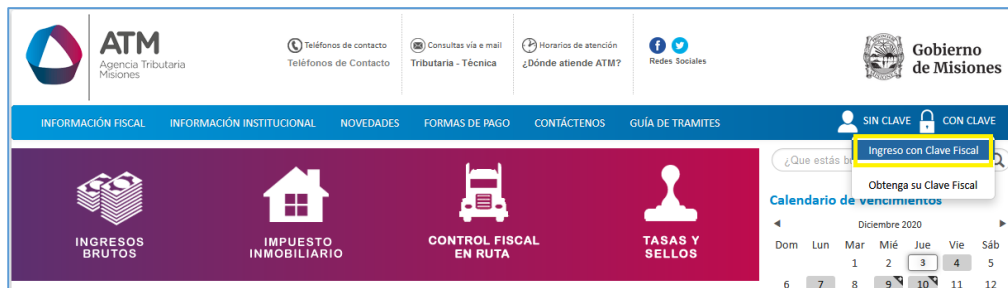 ATM
Agencia Tributaria
Misiones
Teléfonos de contacto
Teléfonos de Contacto
Consultas vía e mail
Tributaria - Técnica
Horarios de atención
¿Dónde atiende ATM?
Redes Sociales
Gobierno
de Misiones
INFORMACIÓN FISCAL INFORMACIÓN INSTITUCIONAL NOVEDADES FORMAS DE PAGO CONTÁCTENOS GUÍA DE TRAMITES SIN CLAVE CON CLAVE
Ingreso con Clave Fiscal
Obtenga su Clave Fiscal
¿Que estás
INGRESOS
BRUTOS
IMPUESTO
INMOBILIARIO
CONTROL FISCAL
EN RUTA
TASAS Y
SELLOS
Calendario de Vencimientos
Diciembre 2020
Dom Lun Mar Mié Jue Vie Sáb
1 2 3 4 5
6 7 8 9 10 11 12